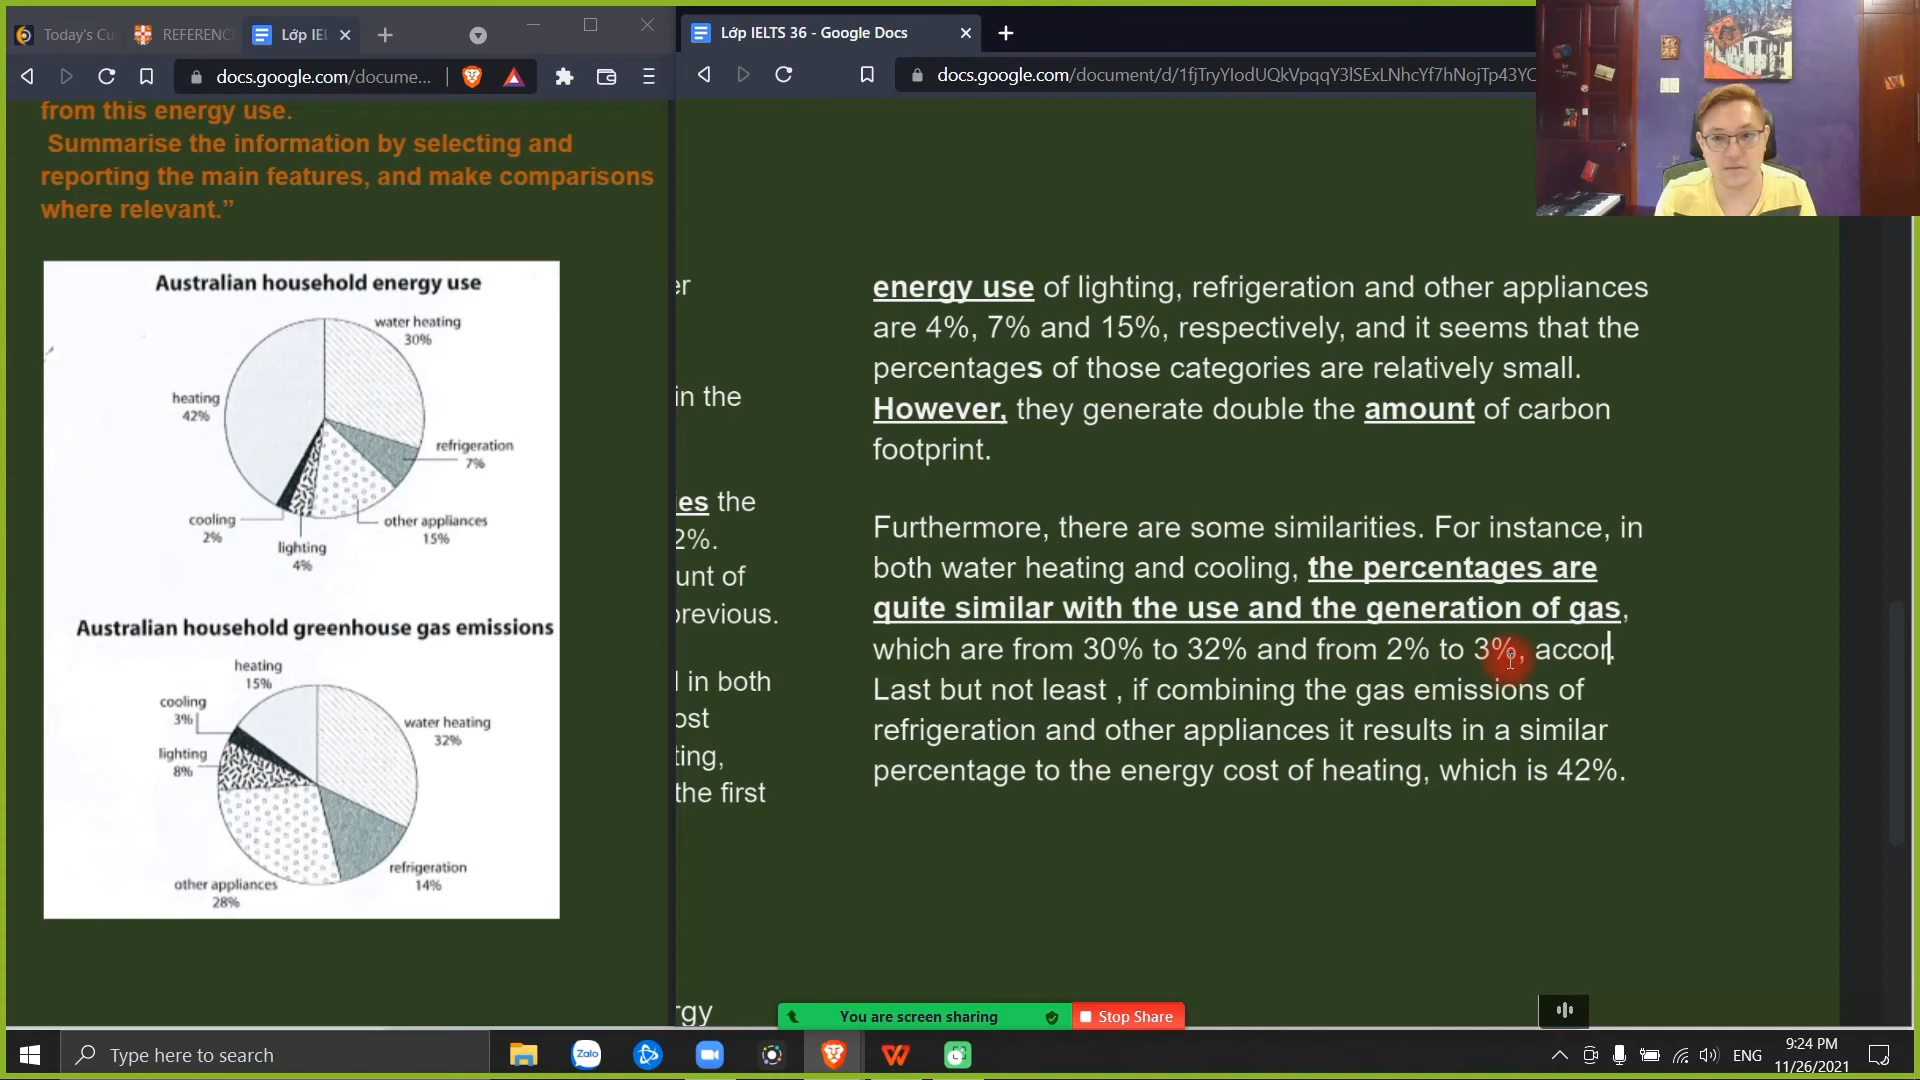 Today's Cu
REFERENC
Lớp IEL
Lớp IELTS 36 - Google Docs
docs.google.com/docume...
docs.google.com/document/d/1fjTryYIodUQkVpqqY3lSExLNhcYf7hNojTp43YC
from this energy use.
Summarise the information by selecting and
reporting the main features, and make comparisons
where relevant.”
Australian household energy use
water heating
30%
heating
42%
refrigeration
7%
cooling
2%
other appliances
15%
lighting
4%
Australian household greenhouse gas emissions
heating
15%
cooling
3%
water heating
32%
lighting
8%
refrigeration
14%
other appliances
28%
er
in the
es the
2%.
unt of
previous.
l in both
ost
ting,
the first
rgy
energy use of lighting, refrigeration and other appliances
are 4%, 7% and 15%, respectively, and it seems that the
percentages of those categories are relatively small.
However, they generate double the amount of carbon
footprint.
Furthermore, there are some similarities. For instance, in
both water heating and cooling, the percentages are
quite similar with the use and the generation of gas,
which are from 30% to 32% and from 2% to 3%, accor.
Last but not least , if combining the gas emissions of
refrigeration and other appliances it results in a similar
percentage to the energy cost of heating, which is 42%.
You are screen sharing
Stop Share
Type here to search
Zalo
ENG
9:24 PM
11/26/2021